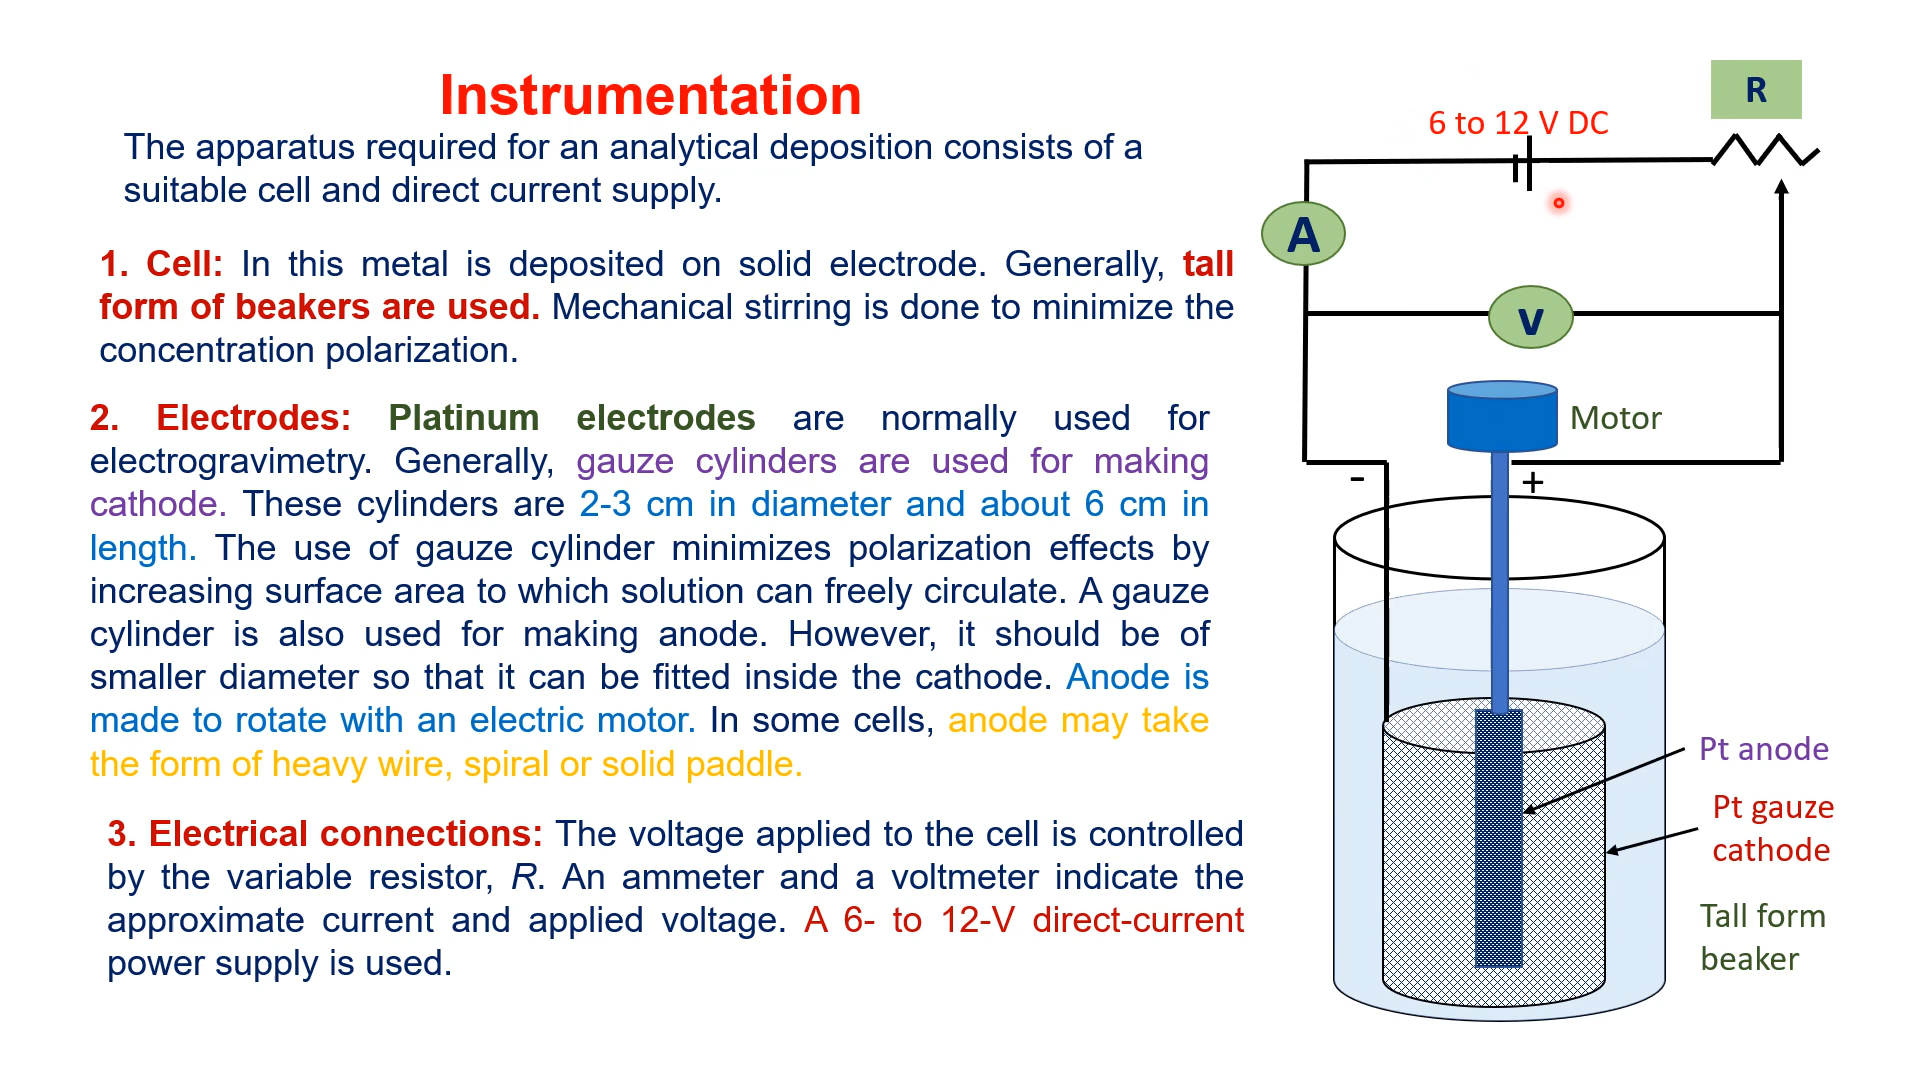 Instrumentation
The apparatus required for an analytical deposition consists of a
suitable cell and direct current supply.
1. Cell: In this metal is deposited on solid electrode. Generally, tall
form of beakers are used. Mechanical stirring is done to minimize the
concentration polarization.
2. Electrodes: Platinum electrodes are normally used for
electrogravimetry. Generally, gauze cylinders are used for making
cathode. These cylinders are 2-3 cm in diameter and about 6 cm in
length. The use of gauze cylinder minimizes polarization effects by
increasing surface area to which solution can freely circulate. A gauze
cylinder is also used for making anode. However, it should be of
smaller diameter so that it can be fitted inside the cathode. Anode is
made to rotate with an electric motor. In some cells, anode may take
the form of heavy wire, spiral or solid paddle.
3. Electrical connections: The voltage applied to the cell is controlled
by the variable resistor, R. An ammeter and a voltmeter indicate the
approximate current and applied voltage. A 6- to 12-V direct-current
power supply is used.
R
6 to 12 V DC
A
v
Motor
- +
Pt anode
Pt gauze
cathode
Tall form
beaker